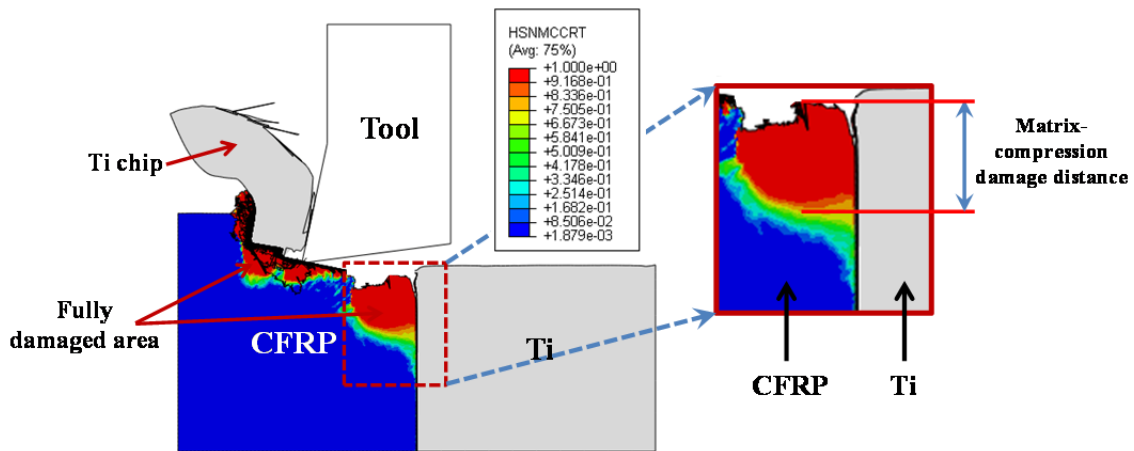 HSNMCCRT
(Avg: 75%)
+1.000e+00
+9.168e-01
+8.336e-01
+7.505e-01
+6.673e-01
+5.841e-01
+5.009e-01
+4.178e-01
+3.346e-01
+2.514e-01
+1.682e-01
+8.506e-02
+1.879e-03
Tool
Ti chip
Matrix-
compression
damage distance
Fully
damaged area
CFRP
Ti
CFRP
Ti